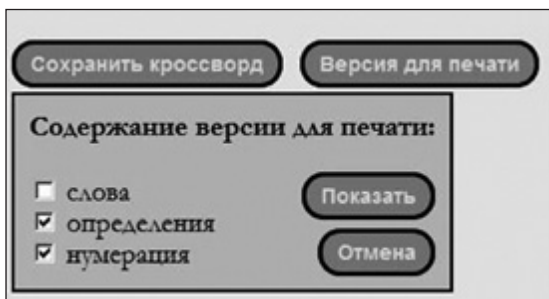 Сохранить кроссворд Версия для печати
Содержание версии для печати:
слова
Показать
определения
нумерация
Отмена